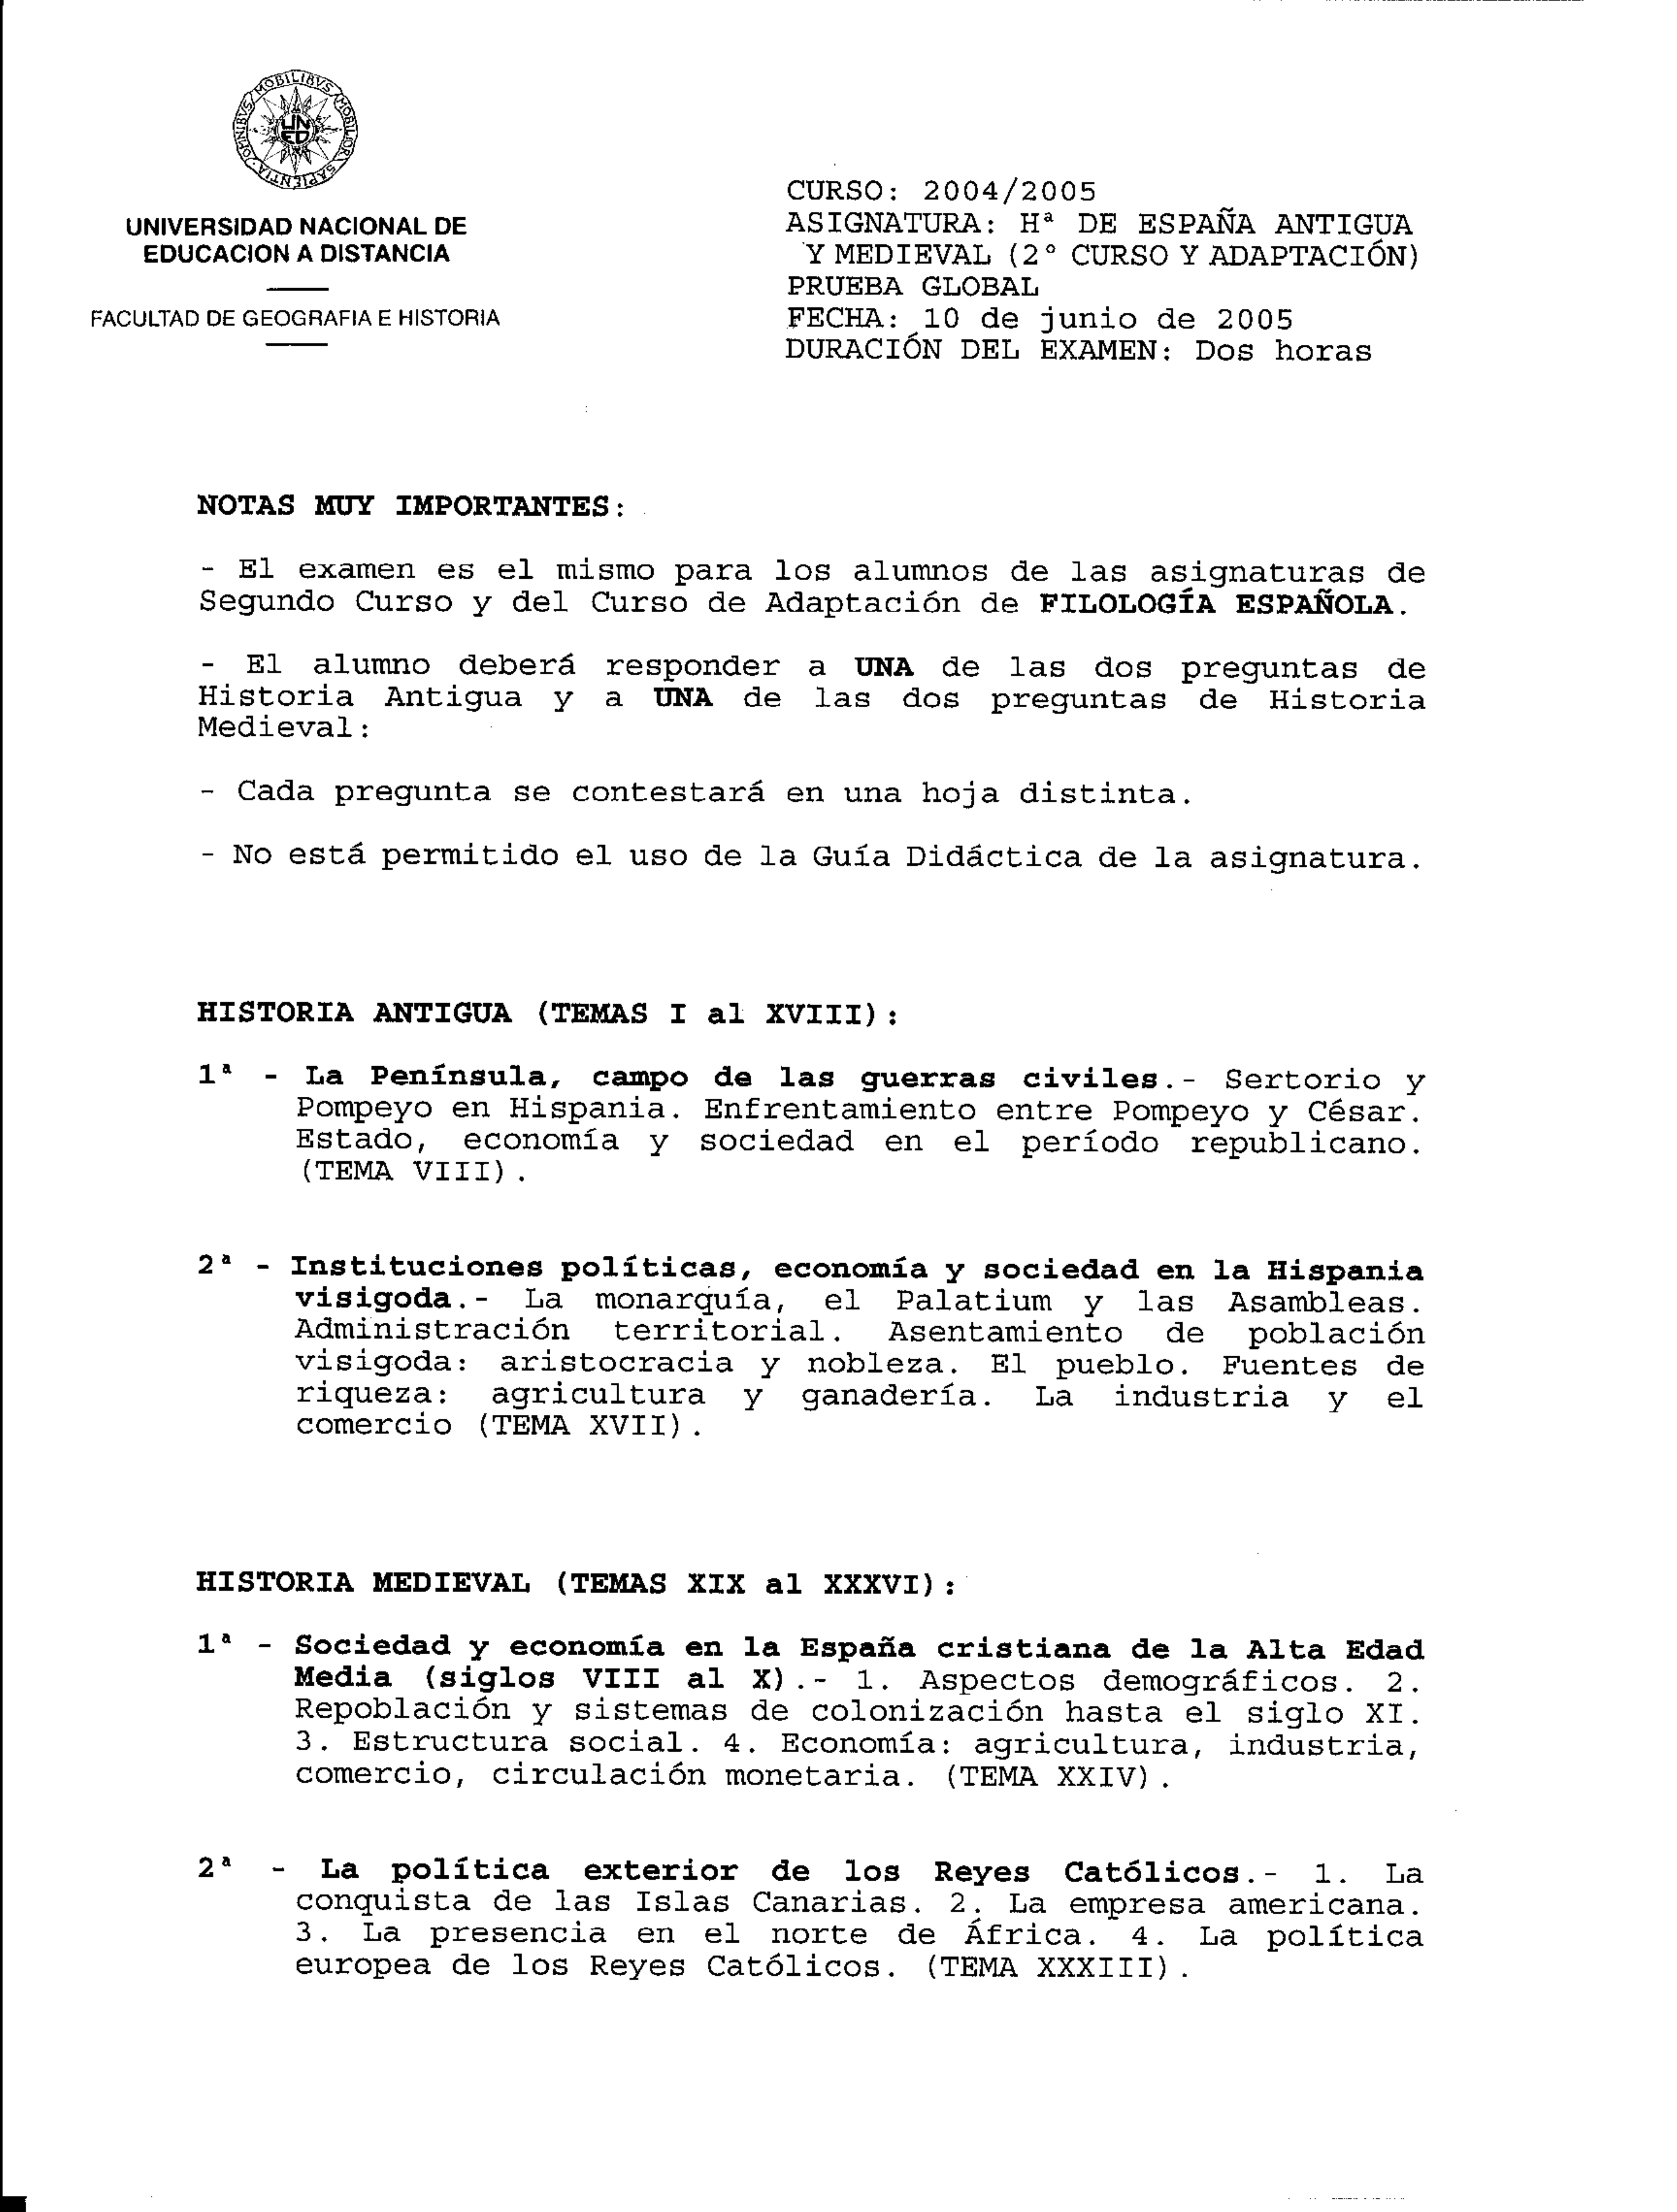 OMNIBVS MOBILIBVS MOBILIOR SAPIENTIA
UN
ED
UNIVERSIDAD NACIONAL DE
EDUCACION A DISTANCIA
FACULTAD DE GEOGRAFIA E HISTORIA
CURSO: 2004/2005
ASIGNATURA: Hª DE ESPAÑA ANTIGUA
Y MEDIEVAL (2º CURSO Y ADAPTACIÓN)
PRUEBA GLOBAL
FECHA: 10 de junio de 2005
DURACIÓN DEL EXAMEN: Dos horas
NOTAS MUY IMPORTANTES:
- El examen es el mismo para los alumnos de las asignaturas de
Segundo Curso y del Curso de Adaptación de FILOLOGÍA ESPAÑOLA.
- El alumno deberá responder a UNA de las dos preguntas de
Historia Antigua y a UNA de las dos preguntas de Historia
Medieval:
- Cada pregunta se contestará en una hoja distinta.
- No está permitido el uso de la Guía Didáctica de la asignatura.
HISTORIA ANTIGUA (TEMAS I al XVIII):
1ª - La Península, campo de las guerras civiles.- Sertorio y
Pompeyo en Hispania. Enfrentamiento entre Pompeyo y César.
Estado, economía y sociedad en el período republicano.
(TEMA VIII).
2ª - Instituciones políticas, economía y sociedad en la Hispania
visigoda.- La monarquía, el Palatium y las Asambleas.
Administración territorial. Asentamiento de población
visigoda: aristocracia y nobleza. El pueblo. Fuentes de
riqueza: agricultura y ganadería. La industria y el
comercio (TEMA XVII).
HISTORIA MEDIEVAL (TEMAS XIX al XXXVI):
1ª - Sociedad y economía en la España cristiana de la Alta Edad
Media (siglos VIII al X).- 1. Aspectos demográficos. 2.
Repoblación y sistemas de colonización hasta el siglo XI.
3. Estructura social. 4. Economía: agricultura, industria,
comercio, circulación monetaria. (TEMA XXIV).
2ª - La política exterior de los Reyes Católicos.- 1. La
conquista de las Islas Canarias. 2. La empresa americana.
3. La presencia en el norte de África. 4. La política
europea de los Reyes Católicos. (TEMA XXXIII).